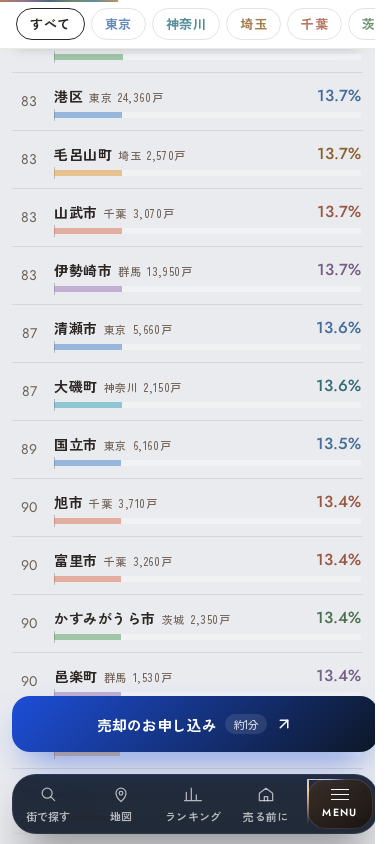 すべて 東京 神奈川 埼玉 千葉 茨
83 港区 東京 24,360戸 13.7%
83 毛呂山町 埼玉 2,570戸 13.7%
83 山武市 千葉 3,070戸 13.7%
83 伊勢崎市 群馬 13,950戸 13.7%
87 清瀬市 東京 5,660戸 13.6%
87 大磯町 神奈川 2,150戸 13.6%
89 国立市 東京 6,160戸 13.5%
90 旭市 千葉 3,710戸 13.4%
90 富里市 千葉 3,260戸 13.4%
90 かすみがうら市 茨城 2,350戸 13.4%
90 邑楽町 群馬 1,530戸 13.4%
売却のお申し込み 約1分
街で探す 地図 ランキング 売る前に MENU